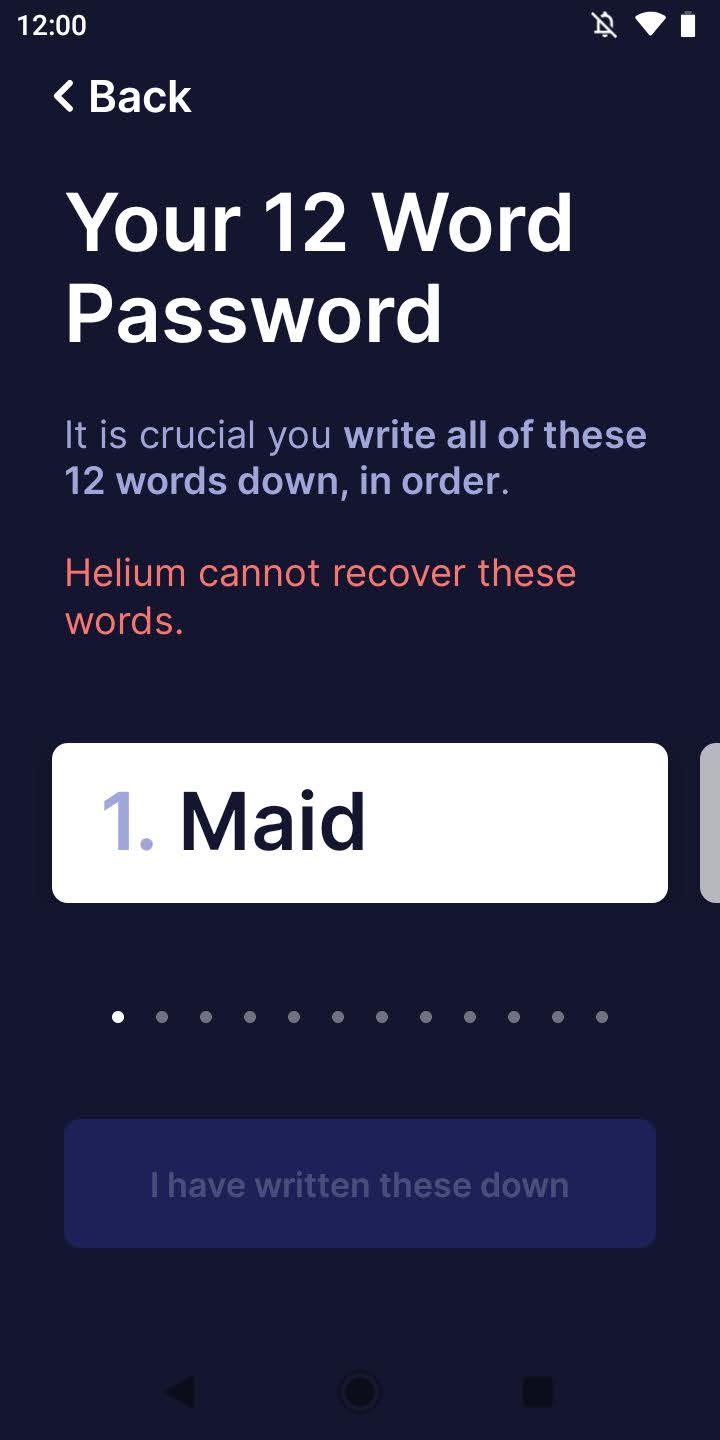 12:00
Back
Your 12 Word
Password
It is crucial you write all of these
12 words down, in order.
Helium cannot recover these
words.
1. Maid
I have written these down